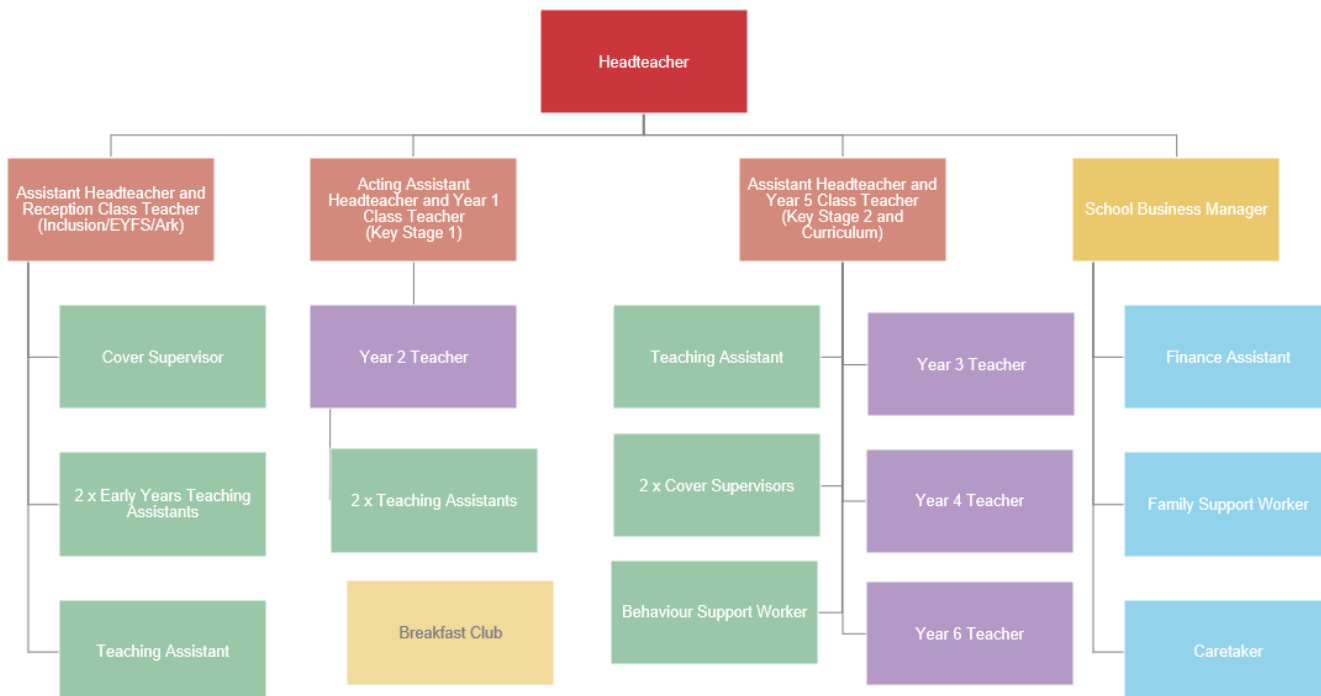 Headteacher
Assistant Headteacher and
Reception Class Teacher
(Inclusion/EYFS/Ark)
Acting Assistant
Headteacher and Year 1
Class Teacher
(Key Stage 1)
Assistant Headteacher and
Year 5 Class Teacher
(Key Stage 2 and
Curriculum)
School Business Manager
Cover Supervisor
2 x Early Years Teaching
Assistants
Teaching Assistant
Year 2 Teacher
2 x Teaching Assistants
Breakfast Club
Teaching Assistant
2 x Cover Supervisors
Behaviour Support Worker
Year 3 Teacher
Year 4 Teacher
Year 6 Teacher
Finance Assistant
Family Support Worker
Caretaker